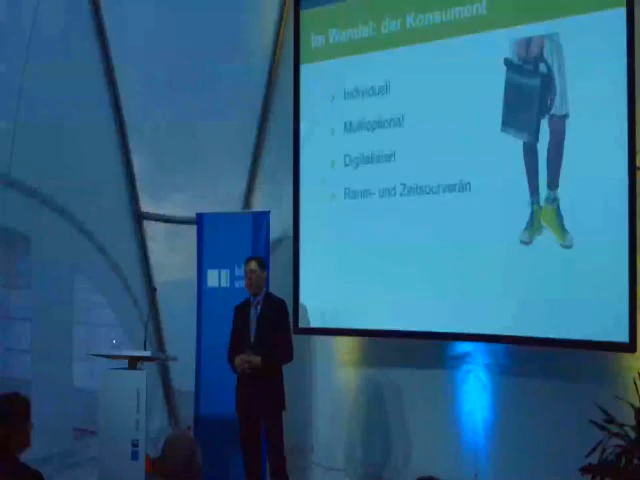 Im Wandel: der Konsument
Individuell
Multioptional
Digitalisiert
Raum- und Zeitsouverän